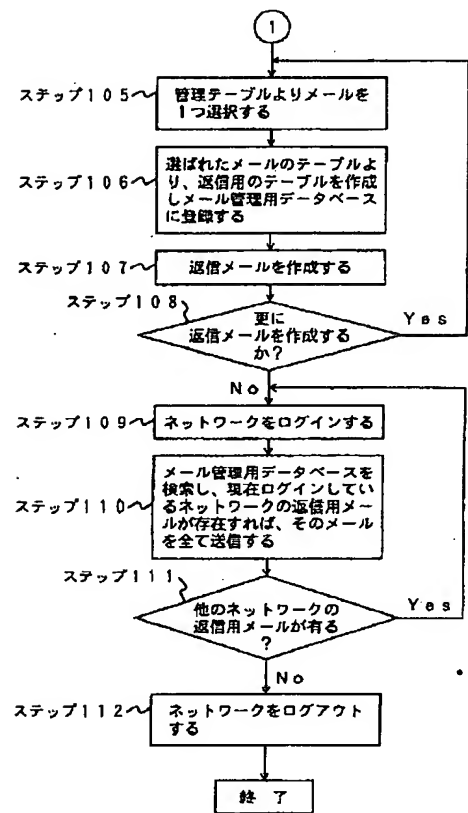 1
ステップ105
管理テーブルよりメールを
1つ選択する
ステップ106
選ばれたメールのテーブルよ
り、返信用のテーブルを作成
しメール管理用データベース
に登録する
ステップ107
返信メールを作成する
ステップ108
更に
返信メールを作成する
か?
Yes
No
ステップ109
ネットワークをログインする
ステップ110
メール管理用データベースを
検索し、現在ログインしてい
るネットワークの返信用メー
ルが存在すれば、そのメール
を全て送信する
ステップ111
他のネットワークの
返信用メールが有る
?
Yes
No
ステップ112
ネットワークをログアウト
する
終了